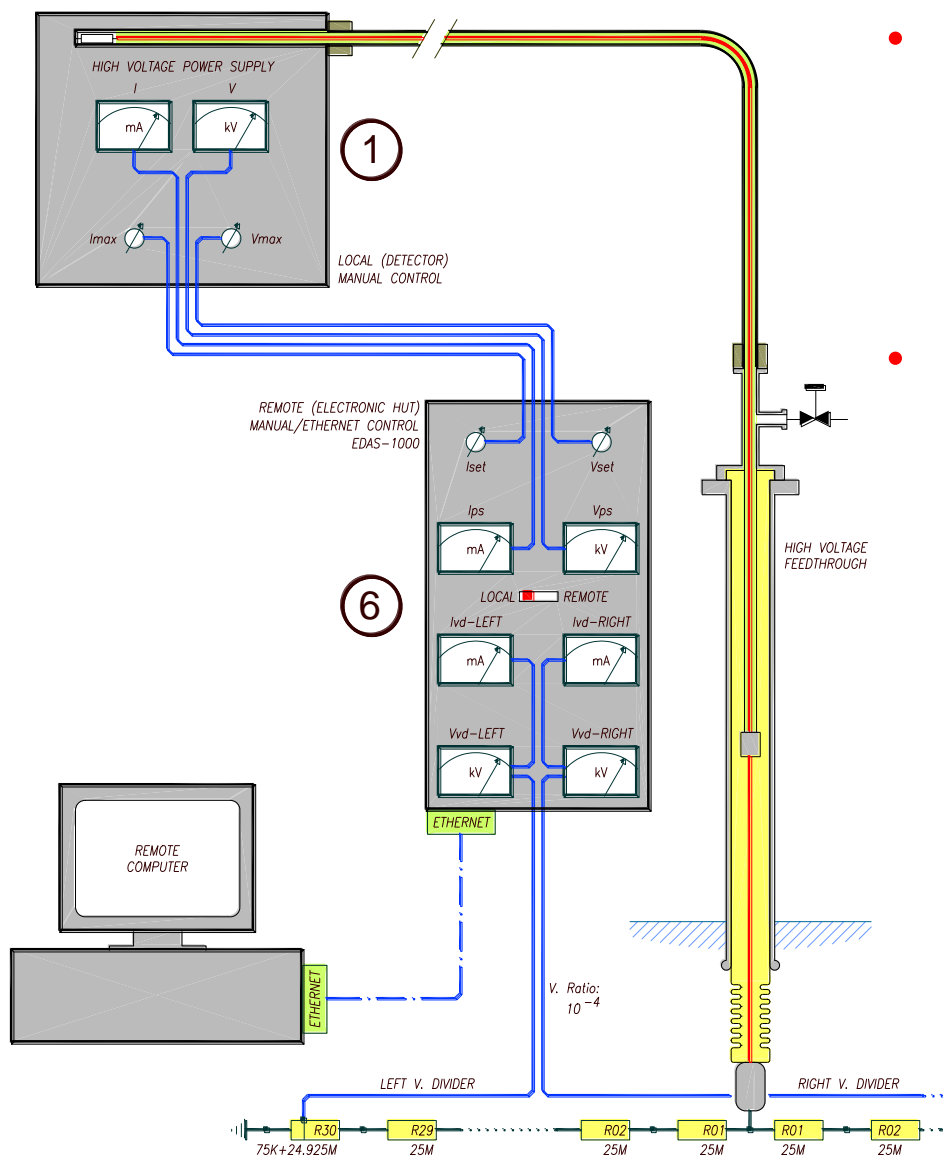 HIGH VOLTAGE POWER SUPPLY
I
V
mA
kV
1
Imax
Vmax
LOCAL (DETECTOR)
MANUAL CONTROL
REMOTE (ELECTRONIC HUT)
MANUAL/ETHERNET CONTROL
EDAS-1000
Iset
Vset
Ips
Vps
mA
kV
HIGH VOLTAGE
FEEDTHROUGH
6
LOCAL
REMOTE
Ivd-LEFT
Ivd-RIGHT
mA
mA
Vvd-LEFT
Vvd-RIGHT
kV
kV
ETHERNET
REMOTE
COMPUTER
ETHERNET
V. Ratio:
10⁻⁴
LEFT V. DIVIDER
RIGHT V. DIVIDER
R30
R29
R02
R01
R01
R02
75K+24.925M
25M
25M
25M
25M
25M